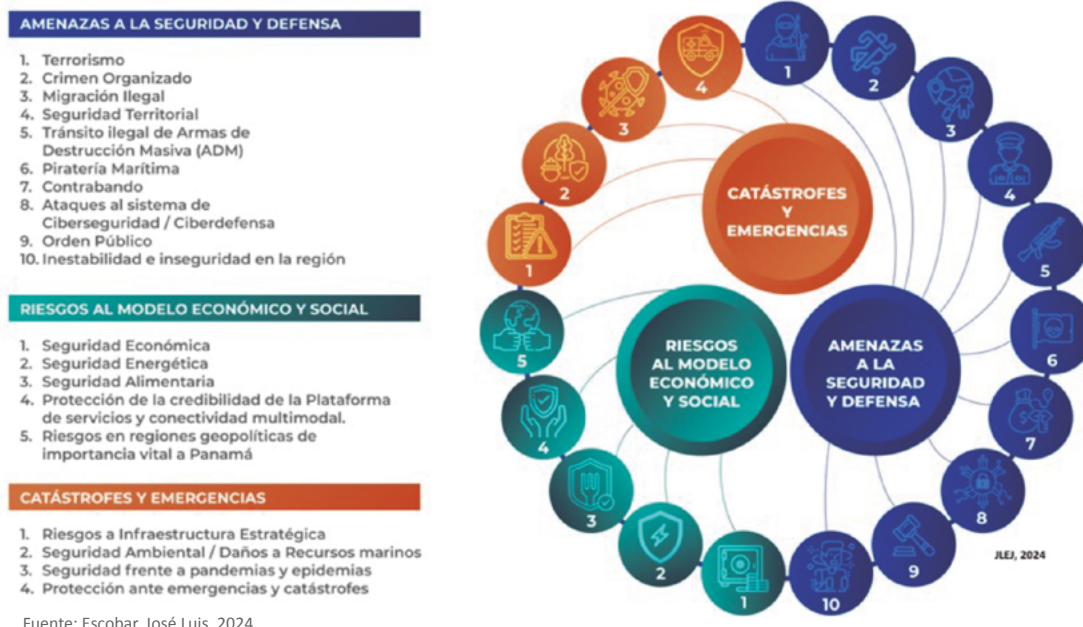 AMENAZAS A LA SEGURIDAD Y DEFENSA
1. Terrorismo
2. Crimen Organizado
3. Migración Ilegal
4. Seguridad Territorial
5. Tránsito ilegal de Armas de
Destrucción Masiva (ADM)
6. Piratería Marítima
7. Contrabando
8. Ataques al sistema de
Ciberseguridad / Ciberdefensa
9. Orden Público
10. Inestabilidad e inseguridad en la región
RIESGOS AL MODELO ECONÓMICO Y SOCIAL
1. Seguridad Económica
2. Seguridad Energética
3. Seguridad Alimentaria
4. Protección de la credibilidad de la Plataforma
de servicios y conectividad multimodal.
5. Riesgos en regiones geopolíticas de
importancia vital a Panamá
CATÁSTROFES Y EMERGENCIAS
1. Riesgos a Infraestructura Estratégica
2. Seguridad Ambiental / Daños a Recursos marinos
3. Seguridad frente a pandemias y epidemias
4. Protección ante emergencias y catástrofes
Fuente: Escobar, José Luis, 2024
CATÁSTROFES
Y
EMERGENCIAS
1
2
3
4
RIESGOS
AL MODELO
ECONÓMICO
Y SOCIAL
5
4
3
2
1
AMENAZAS
A LA
SEGURIDAD
Y DEFENSA
1
2
3
4
5
6
7
8
9
10
JLEJ, 2024